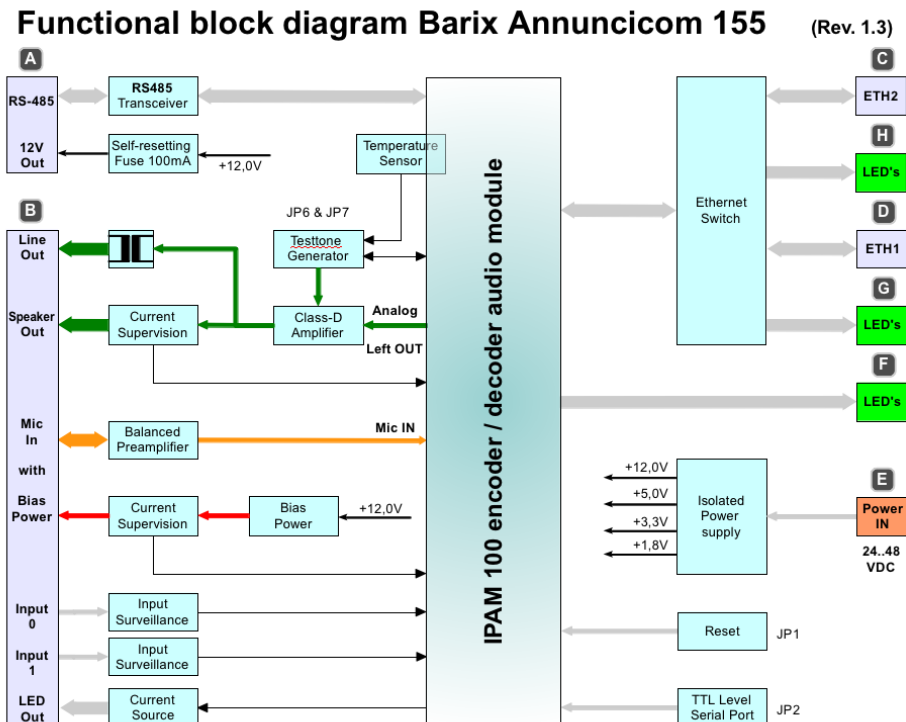 Functional block diagram Barix Annuncicom 155 (Rev. 1.3)
A
RS-485
RS485
Transceiver
12V
Out
Self-resetting
Fuse 100mA
+12,0V
Temperature
Sensor
B
Line
Out
JP6 & JP7
Testtone
Generator
Speaker
Out
Current
Supervision
Class-D
Amplifier
Analog
Left OUT
Mic
In
with
Bias
Power
Balanced
Preamplifier
Mic IN
Current
Supervision
Bias
Power
+12,0V
Input
0
Input
Surveillance
Input
1
Input
Surveillance
LED
Out
Current
Source
IPAM 100 encoder / decoder audio module
Ethernet
Switch
C
ETH2
H
LED's
D
ETH1
G
LED's
F
LED's
+12,0V
+5,0V
+3,3V
+1,8V
Isolated
Power
supply
E
Power
IN
24..48
VDC
Reset
JP1
TTL Level
Serial Port
JP2